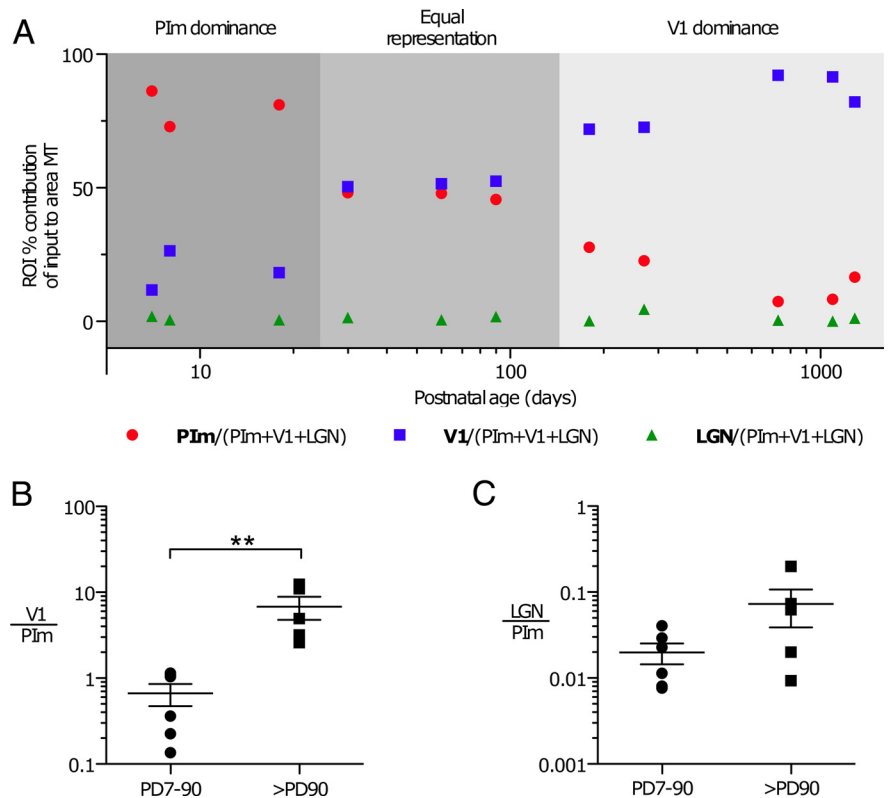 A
PIm dominance
Equal
representation
V1 dominance
100
50
0
ROI % contribution
of input to area MT
10
100
1000
Postnatal age (days)
PIm/(PIm+V1+LGN)
V1/(PIm+V1+LGN)
LGN/(PIm+V1+LGN)
B
100
10
1
0.1
V1
PIm
**
PD7-90
>PD90
C
1
0.1
0.01
0.001
LGN
PIm
PD7-90
>PD90